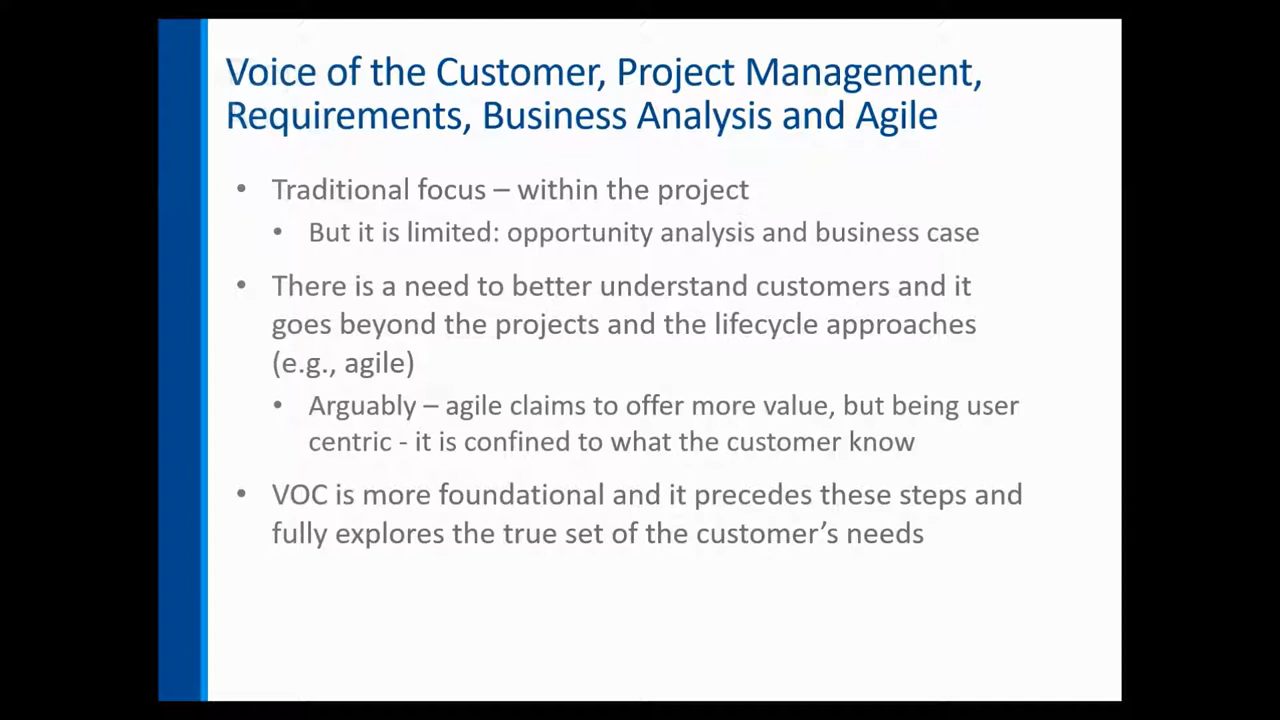 Voice of the Customer, Project Management,
Requirements, Business Analysis and Agile
• Traditional focus – within the project
• But it is limited: opportunity analysis and business case
• There is a need to better understand customers and it
goes beyond the projects and the lifecycle approaches
(e.g., agile)
• Arguably – agile claims to offer more value, but being user
centric - it is confined to what the customer know
• VOC is more foundational and it precedes these steps and
fully explores the true set of the customer’s needs